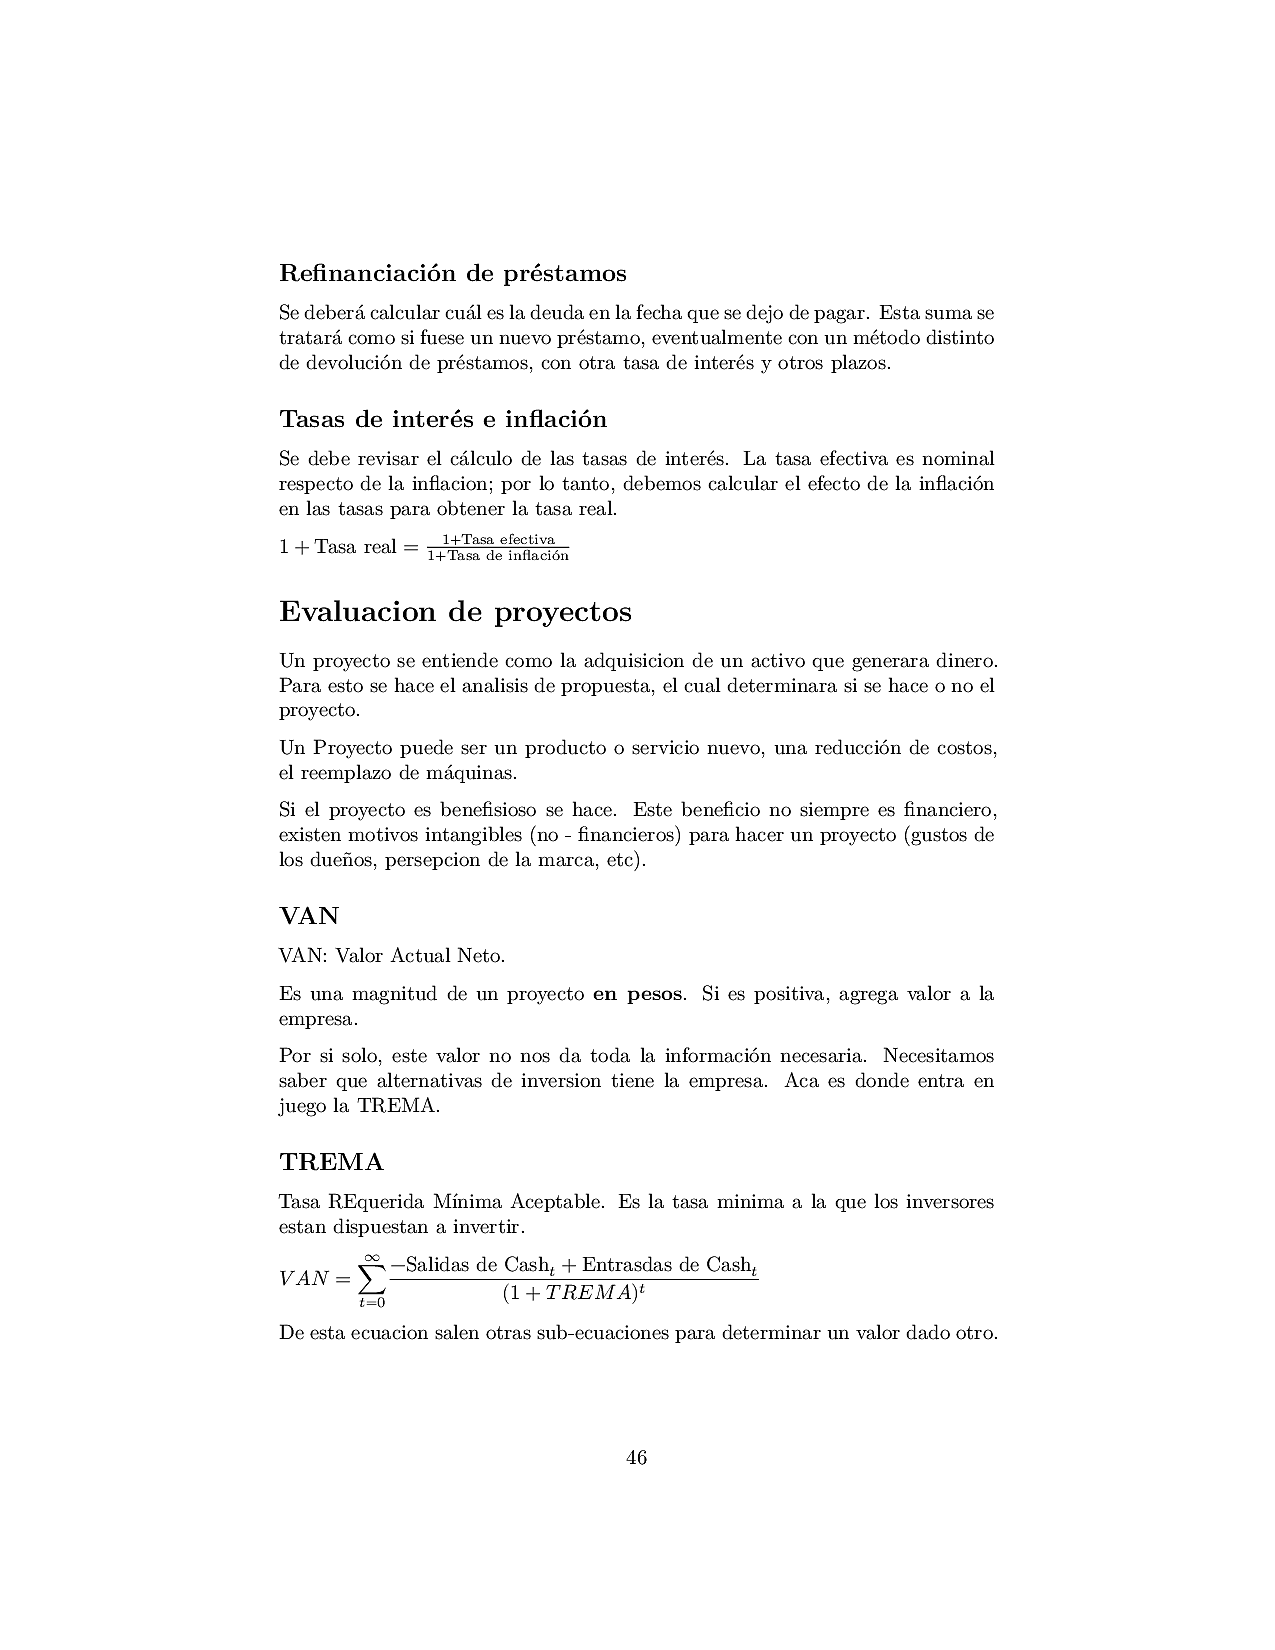 Refinanciación de préstamos
Se deberá calcular cuál es la deuda en la fecha que se dejo de pagar. Esta suma se
tratará como si fuese un nuevo préstamo, eventualmente con un método distinto
de devolución de préstamos, con otra tasa de interés y otros plazos.
Tasas de interés e inflación
Se debe revisar el cálculo de las tasas de interés. La tasa efectiva es nominal
respecto de la inflacion; por lo tanto, debemos calcular el efecto de la inflación
en las tasas para obtener la tasa real.
1 + Tasa real = \frac{1+Tasa efectiva}{1+Tasa de inflación}
Evaluacion de proyectos
Un proyecto se entiende como la adquisicion de un activo que generara dinero.
Para esto se hace el analisis de propuesta, el cual determinara si se hace o no el
proyecto.
Un Proyecto puede ser un producto o servicio nuevo, una reducción de costos,
el reemplazo de máquinas.
Si el proyecto es benefisioso se hace. Este beneficio no siempre es financiero,
existen motivos intangibles (no - financieros) para hacer un proyecto (gustos de
los dueños, persepcion de la marca, etc).
VAN
VAN: Valor Actual Neto.
Es una magnitud de un proyecto en pesos. Si es positiva, agrega valor a la
empresa.
Por si solo, este valor no nos da toda la información necesaria. Necesitamos
saber que alternativas de inversion tiene la empresa. Aca es donde entra en
juego la TREMA.
TREMA
Tasa REquerida Mínima Aceptable. Es la tasa minima a la que los inversores
estan dispuestan a invertir.
VAN = \sum_{t=0}^{\infty} \frac{-Salidas de Cash_t + Entrasdas de Cash_t}{(1 + TREMA)^t}
De esta ecuacion salen otras sub-ecuaciones para determinar un valor dado otro.
46